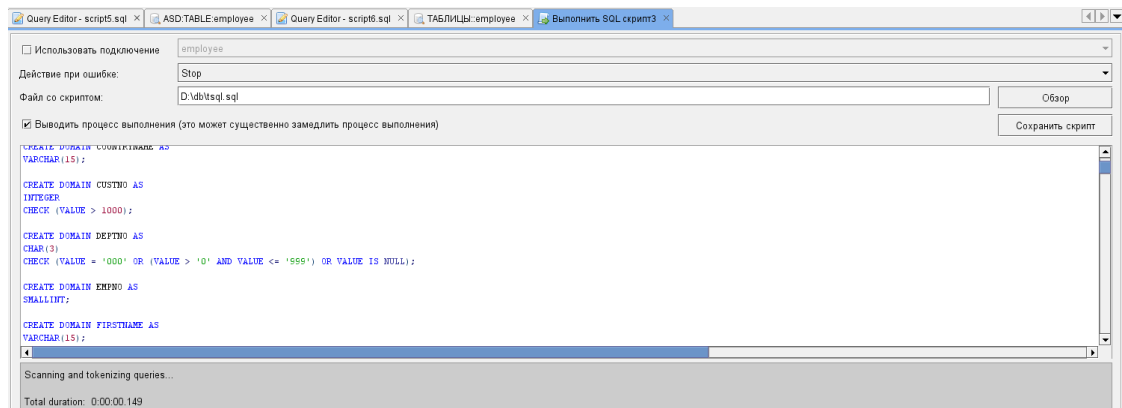 Query Editor - script5.sql × ASD:TABLE:employee × Query Editor - script6.sql × ТАБЛИЦЫ::employee × Выполнить SQL скрипт3 ×
Использовать подключение employee
Действие при ошибке: Stop
Файл со скриптом: D:\db\tsql.sql Обзор
Выводить процесс выполнения (это может существенно замедлить процесс выполнения) Сохранить скрипт
CREATE DOMAIN COUNTRYNAME AS
VARCHAR(15);
CREATE DOMAIN CUSTNO AS
INTEGER
CHECK (VALUE > 1000);
CREATE DOMAIN DEPTNO AS
CHAR(3)
CHECK (VALUE = '000' OR (VALUE > '0' AND VALUE <= '999') OR VALUE IS NULL);
CREATE DOMAIN EMPNO AS
SMALLINT;
CREATE DOMAIN FIRSTNAME AS
VARCHAR(15);
Scanning and tokenizing queries...
Total duration: 0:00:00.149